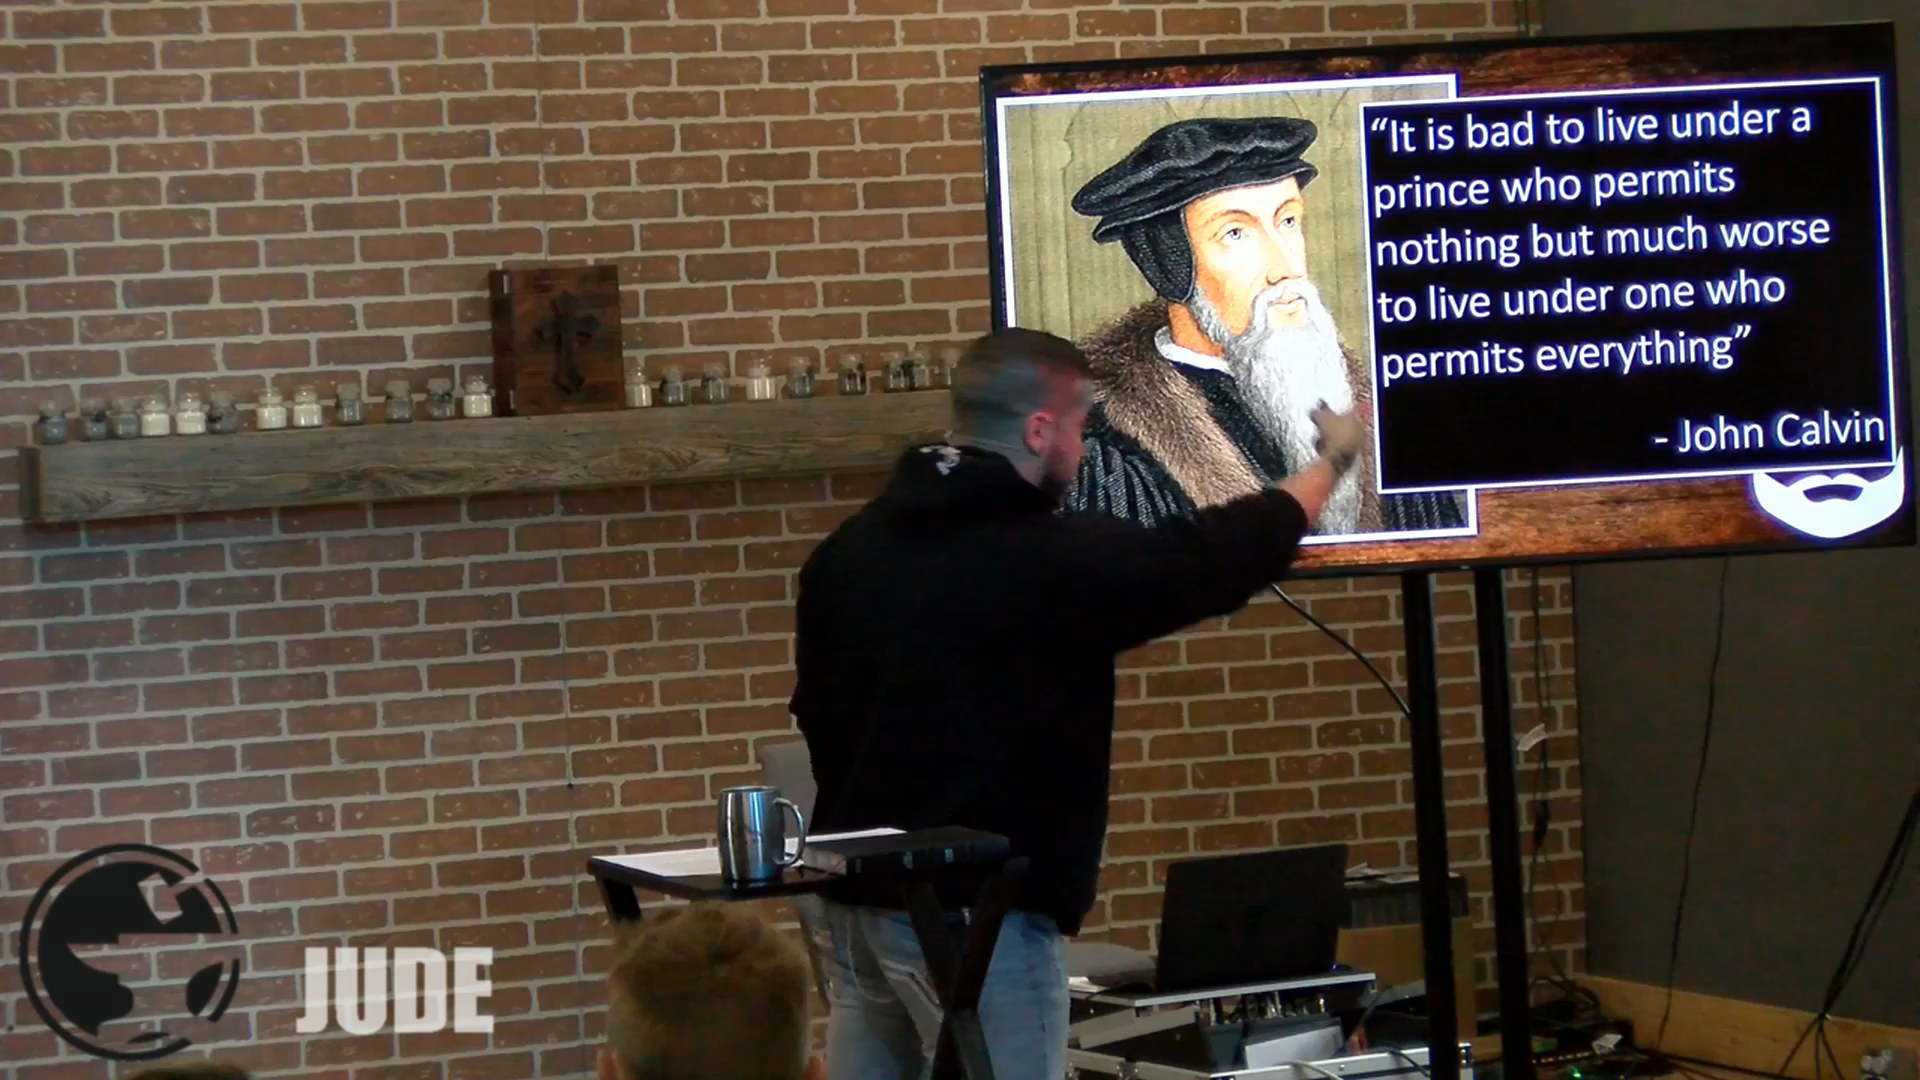 “It is bad to live under a
prince who permits
nothing but much worse
to live under one who
permits everything”
- John Calvin
JUDE